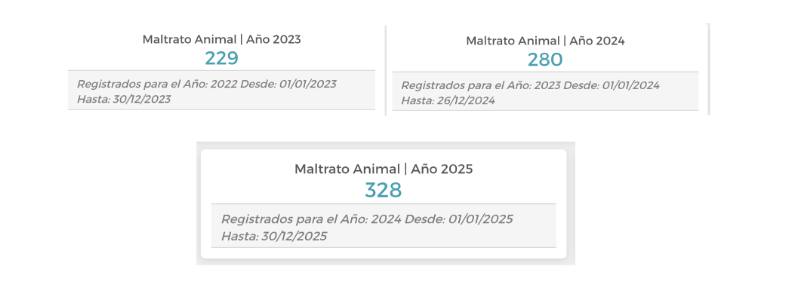 Maltrato Animal | Año 2023
229
Registrados para el Año: 2022 Desde: 01/01/2023
Hasta: 30/12/2023
Maltrato Animal | Año 2024
280
Registrados para el Año: 2023 Desde: 01/01/2024
Hasta: 26/12/2024
Maltrato Animal | Año 2025
328
Registrados para el Año: 2024 Desde: 01/01/2025
Hasta: 30/12/2025